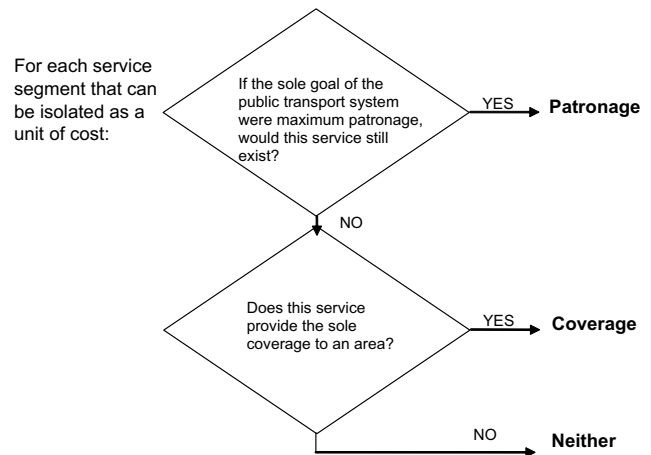 For each service
segment that can
be isolated as a
unit of cost:
If the sole goal of the
public transport system
were maximum patronage,
would this service still
exist?
YES
Patronage
NO
Does this service
provide the sole
coverage to an area?
YES
Coverage
NO
Neither